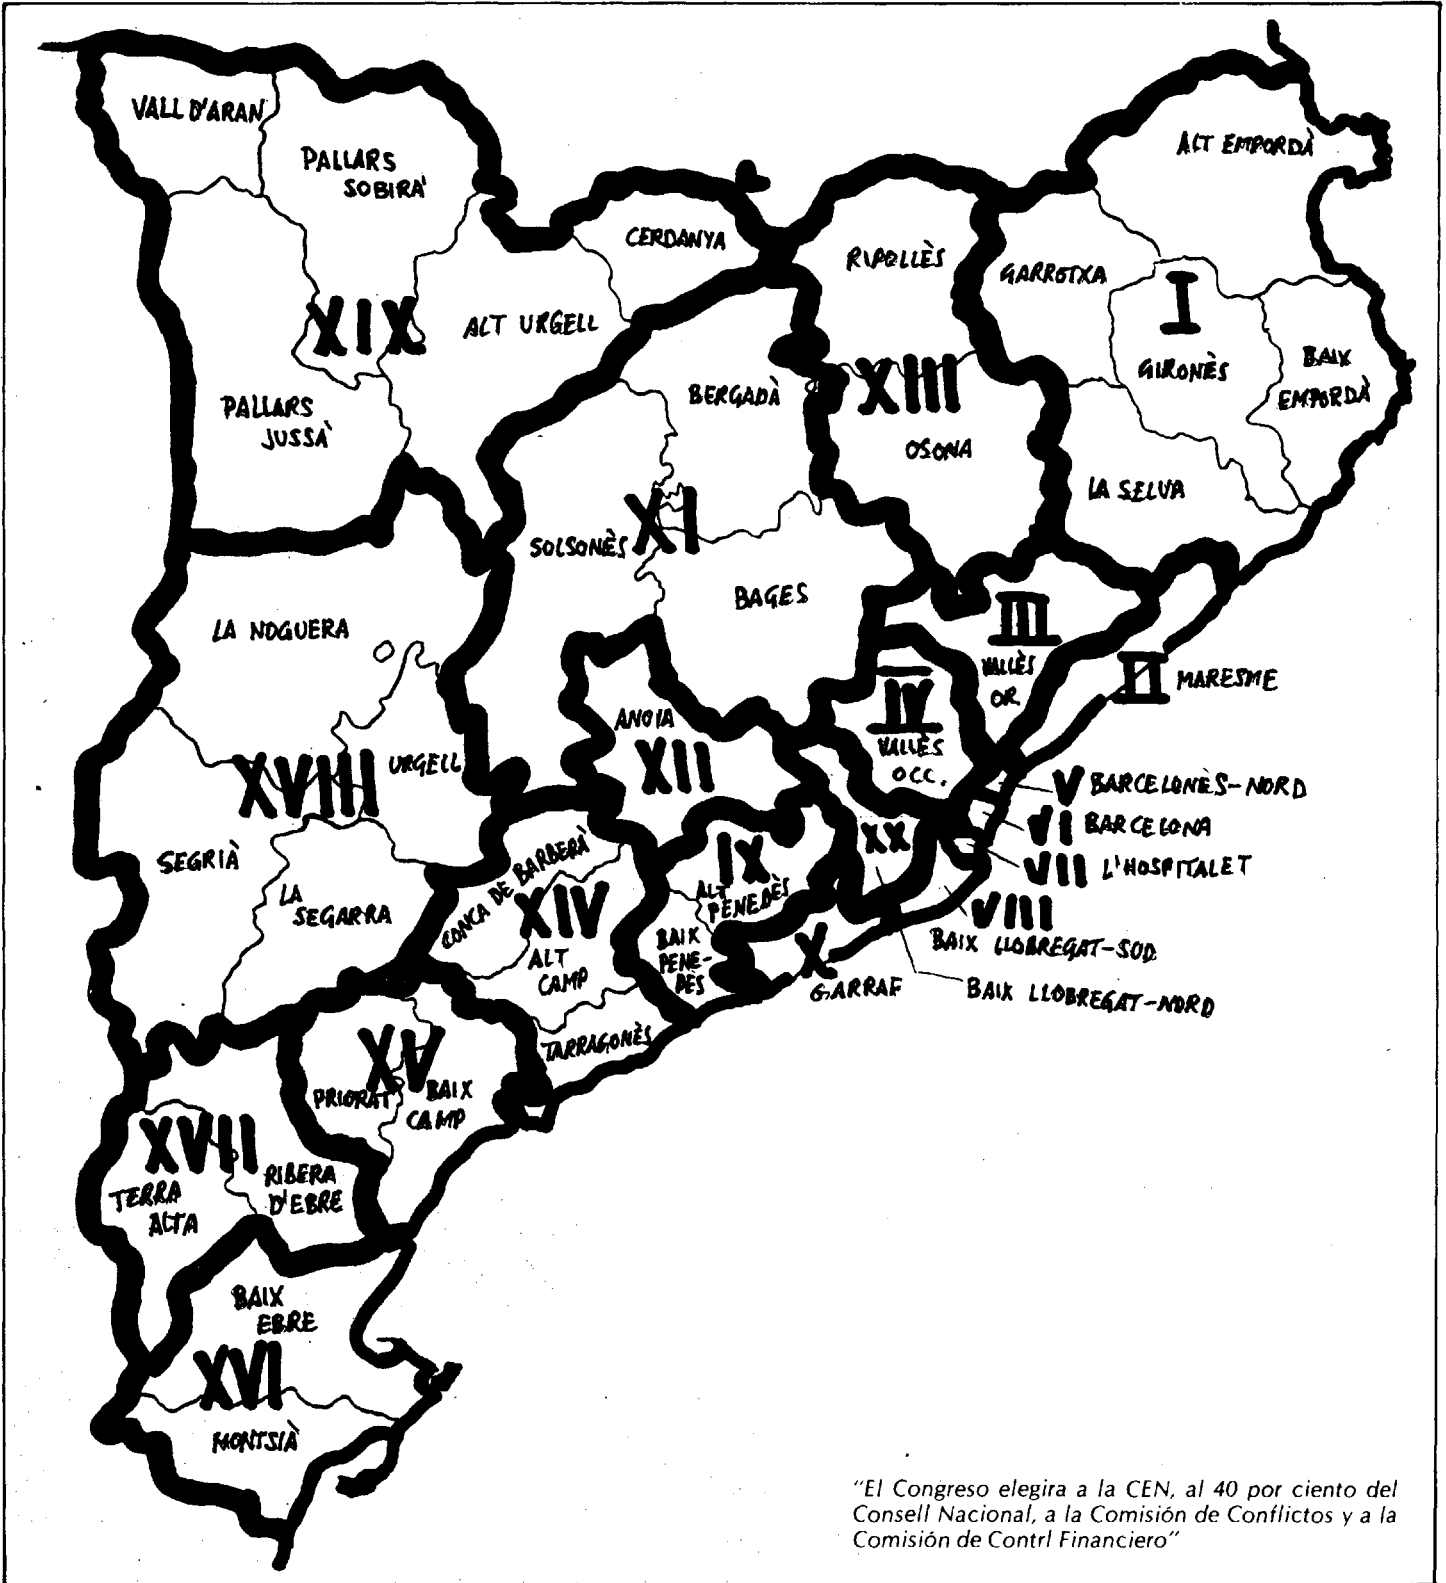 VALL D'ARAN
PALLARS
SOBIRÀ
CERDANYA
RIPOLLÈS
ALT EMPORDÀ
GARROTXA
I
GIRONÈS
BAIX
EMPORDÀ
XIX
ALT URGELL
PALLARS
JUSSÀ
BERGADÀ
XIII
OSONA
LA SELVA
SOLSONÈS
XI
BAGES
LA NOGUERA
III
VALLÈS
OR.
II MARESME
IV
VALLÈS
OCC.
ANOIA
XII
XVIII
URGELL
V BARCELONÈS-NORD
VI BARCELONA
VII L'HOSPITALET
VIII
BAIX LLOBREGAT-SUD
XX
BAIX LLOBREGAT-NORD
SEGRIÀ
LA
SEGARRA
CONCA DE BARBERÀ
XIV
ALT
CAMP
IX
ALT
PENEDÈS
BAIX
PENE-
DÈS
X
GARRAF
TARRAGONÈS
XV
PRIORAT
BAIX
CAMP
XVII
TERRA
ALTA
RIBERA
D'EBRE
BAIX
EBRE
XVI
MONTSIÀ
"El Congreso elegira a la CEN, al 40 por ciento del
Consell Nacional, a la Comisión de Conflictos y a la
Comisión de Contrl Financiero"